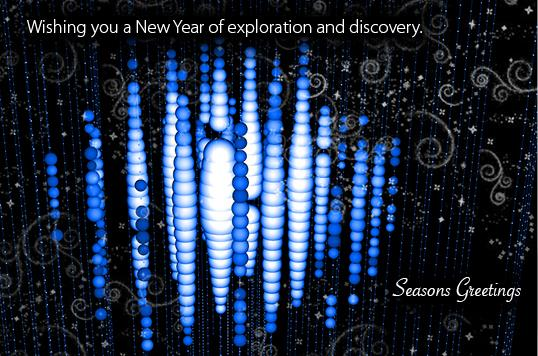 Wishing you a New Year of exploration and discovery.
Seasons Greetings